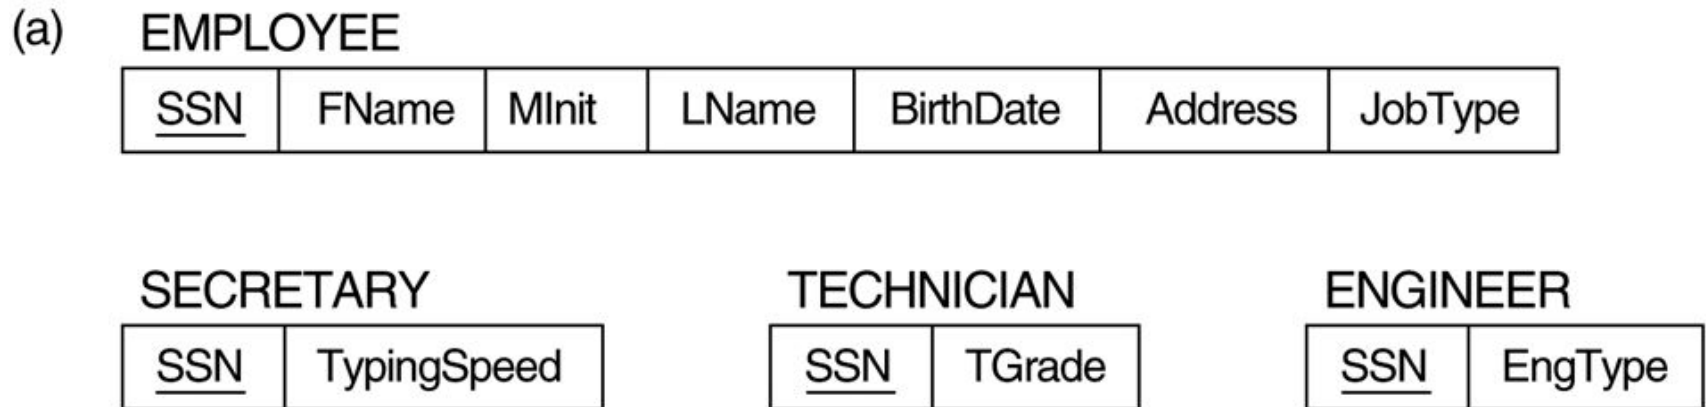 (a) EMPLOYEE
SSN FName MInit LName BirthDate Address JobType
SECRETARY TECHNICIAN ENGINEER
SSN TypingSpeed SSN TGrade SSN EngType